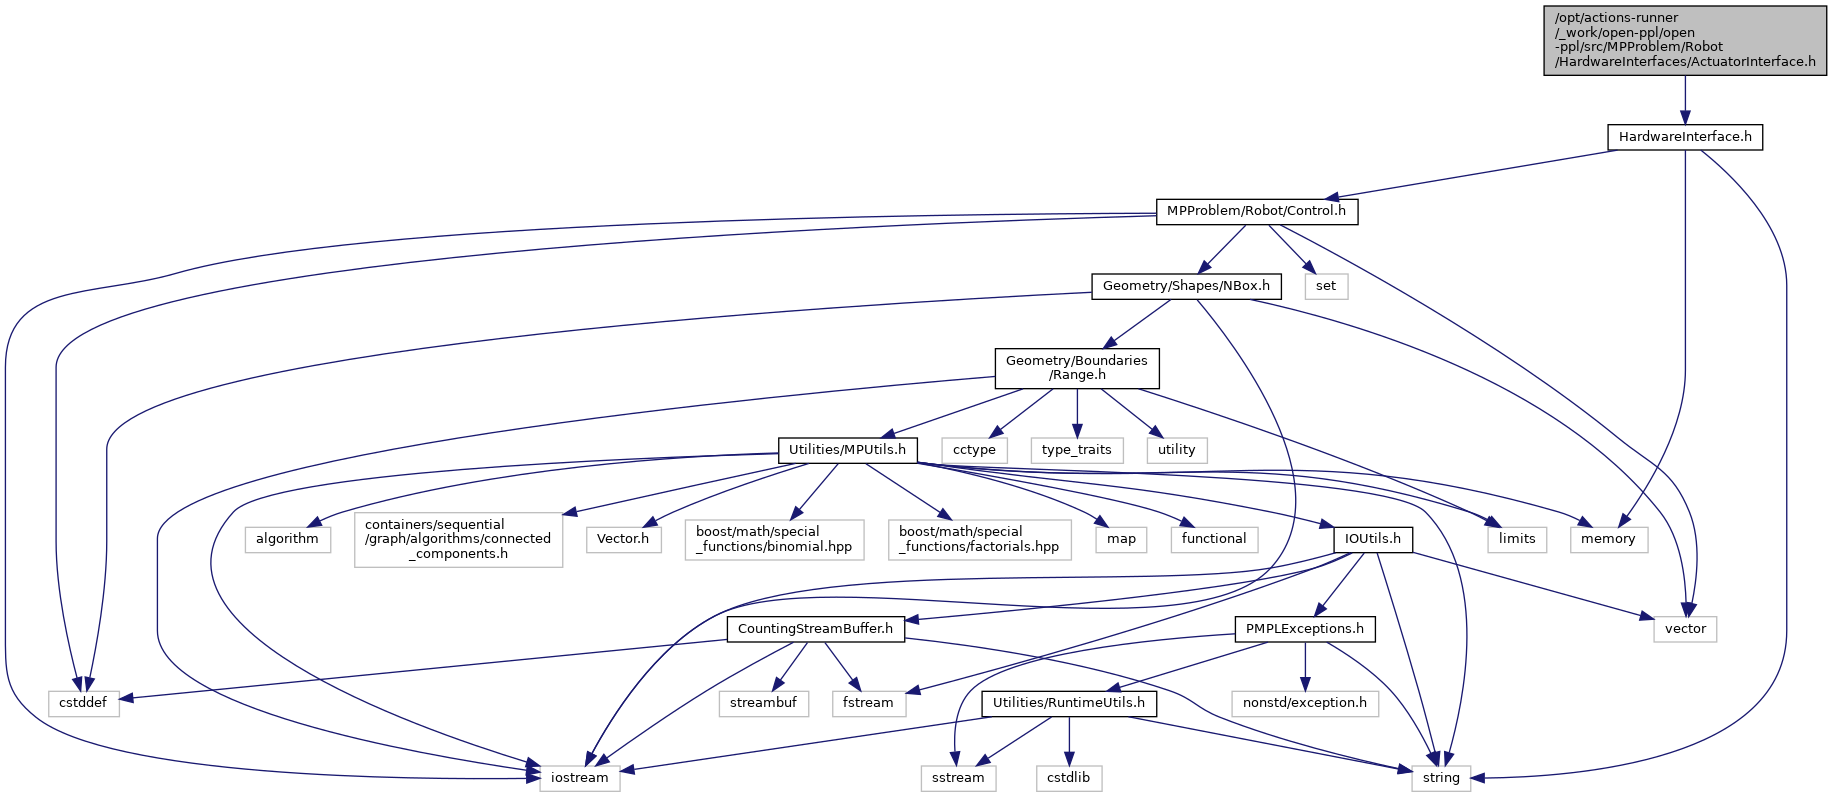 /opt/actions-runner
/_work/open-ppl/open
-ppl/src/MPProblem/Robot
/HardwareInterfaces/ActuatorInterface.h
HardwareInterface.h
MPProblem/Robot/Control.h
Geometry/Shapes/NBox.h
set
Geometry/Boundaries
/Range.h
Utilities/MPUtils.h
cctype
type_traits
utility
algorithm
containers/sequential
/graph/algorithms/connected
_components.h
Vector.h
boost/math/special
_functions/binomial.hpp
boost/math/special
_functions/factorials.hpp
map
functional
IOUtils.h
limits
memory
CountingStreamBuffer.h
PMPLExceptions.h
vector
cstddef
streambuf
fstream
Utilities/RuntimeUtils.h
nonstd/exception.h
iostream
sstream
cstdlib
string